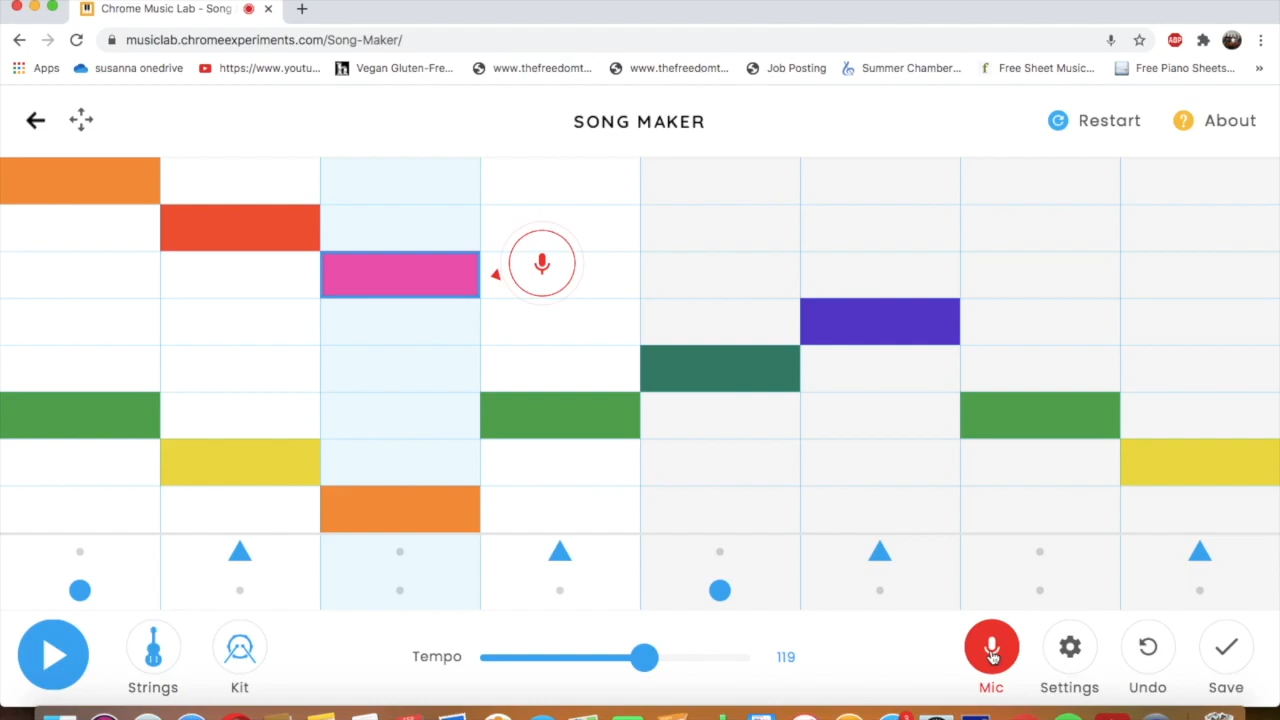 Chrome Music Lab - Song
musiclab.chromeexperiments.com/Song-Maker/
ABP
Apps susanna onedrive https://www.youtu... Vegan Gluten-Fre... www.thefreedomt... www.thefreedomt... Job Posting Summer Chamber... Free Sheet Music... Free Piano Sheets... »
SONG MAKER
Restart
? About
Tempo 119
Strings Kit Mic Settings Undo Save